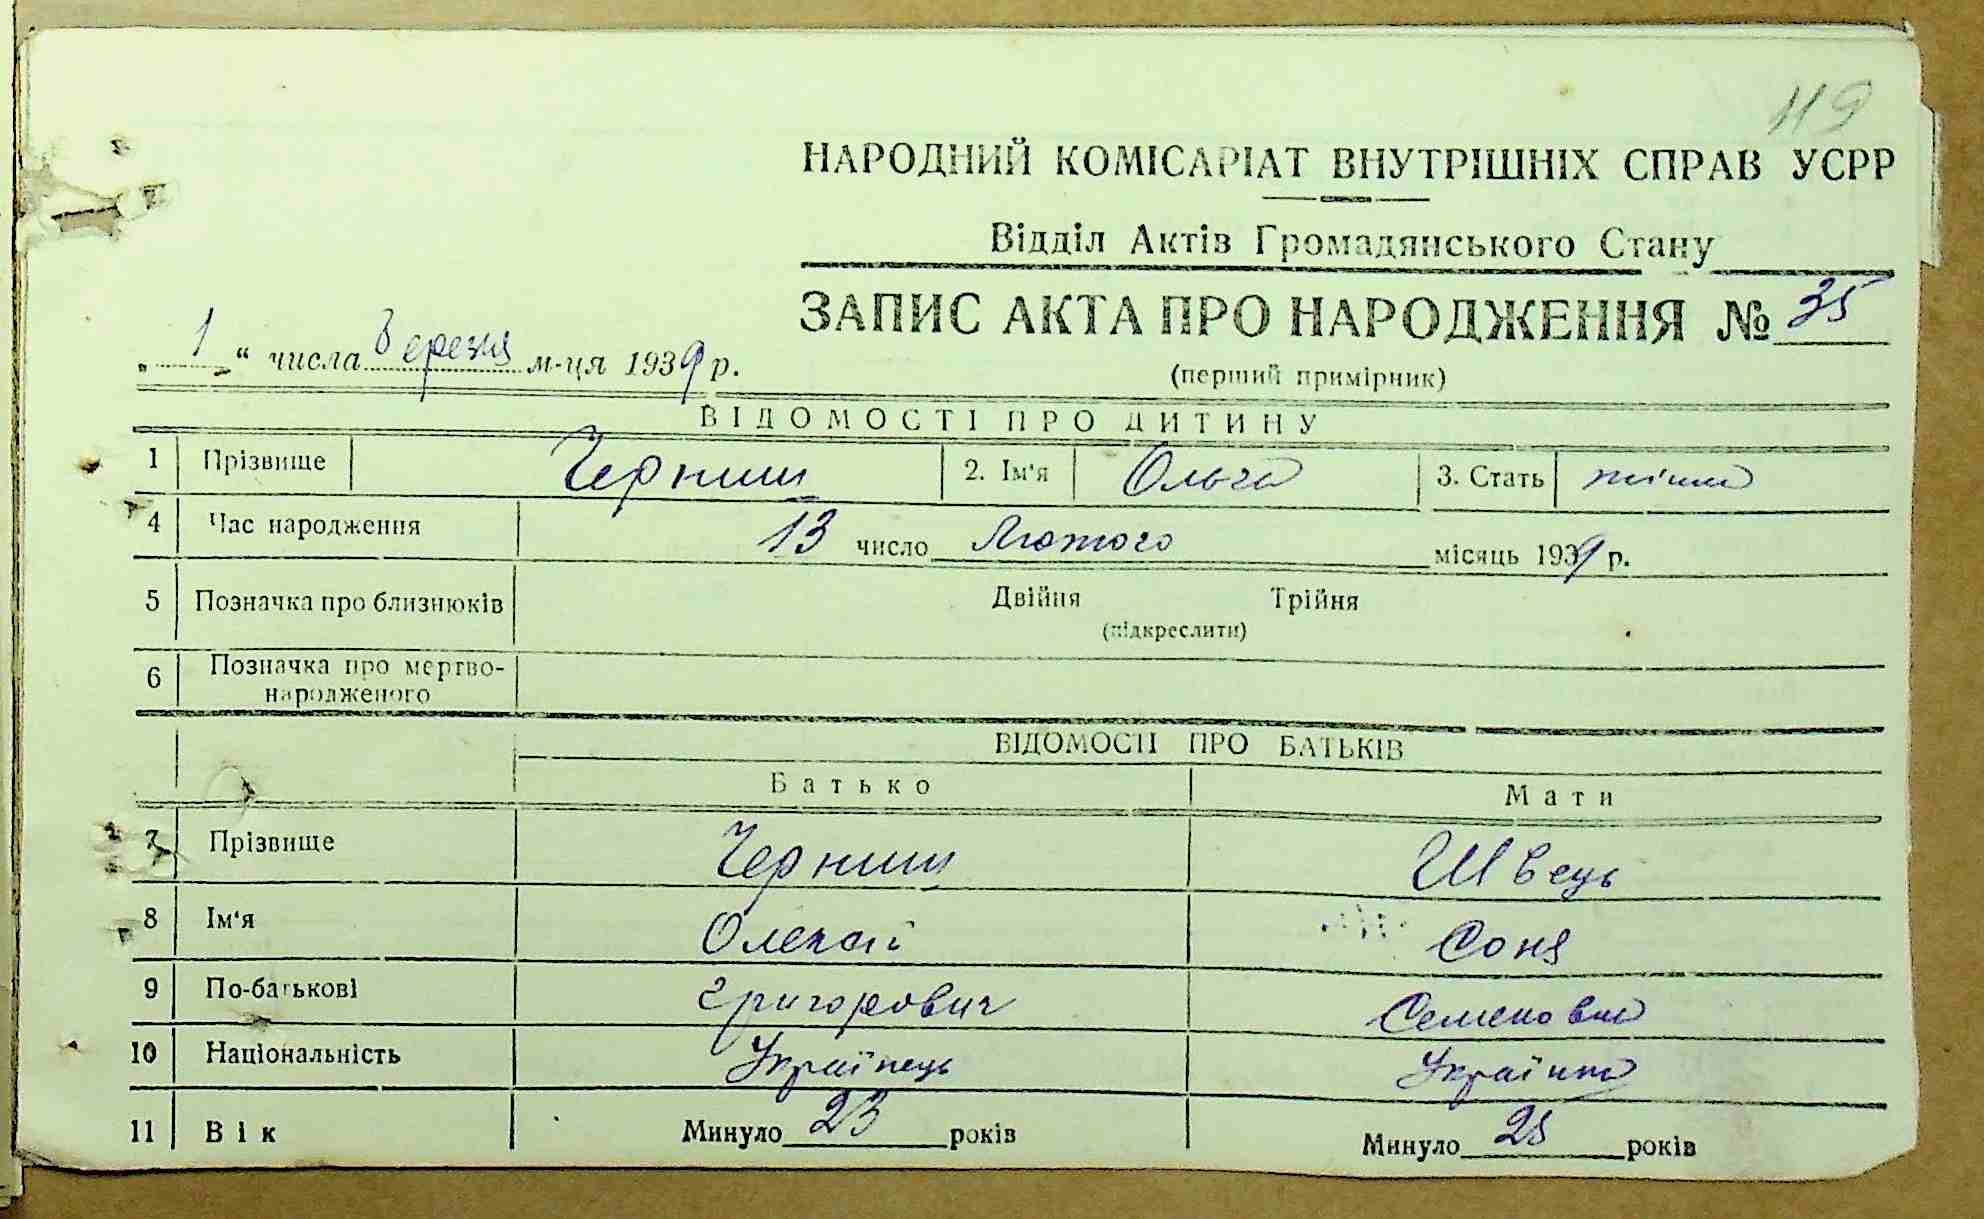 119
НАРОДНИЙ КОМІСАРІАТ ВНУТРІШНІХ СПРАВ УСРР
Відділ Актів Громадянського Стану
ЗАПИС АКТА ПРО НАРОДЖЕННЯ № 35
„ 1 “ числа Березня м-ця 1939 р.
(перший примірник)
ВІДОМОСТІ ПРО ДИТИНУ
1 Прізвище Черниш 2. Ім'я Ольга 3. Стать
4 Час народження 13 число Лютого місяць 1939 р.
5 Позначка про близнюків Двійня Трійня
(підкреслити)
6 Позначка про мертво-
народженого
ВІДОМОСТІ ПРО БАТЬКІВ
Батько Мати
7 Прізвище Черниш Швець
8 Ім'я Олексій Соня
9 По-батькові Григорович Семеновна
10 Національність Українець Українка
11 Вік Минуло 23 років Минуло 25 років